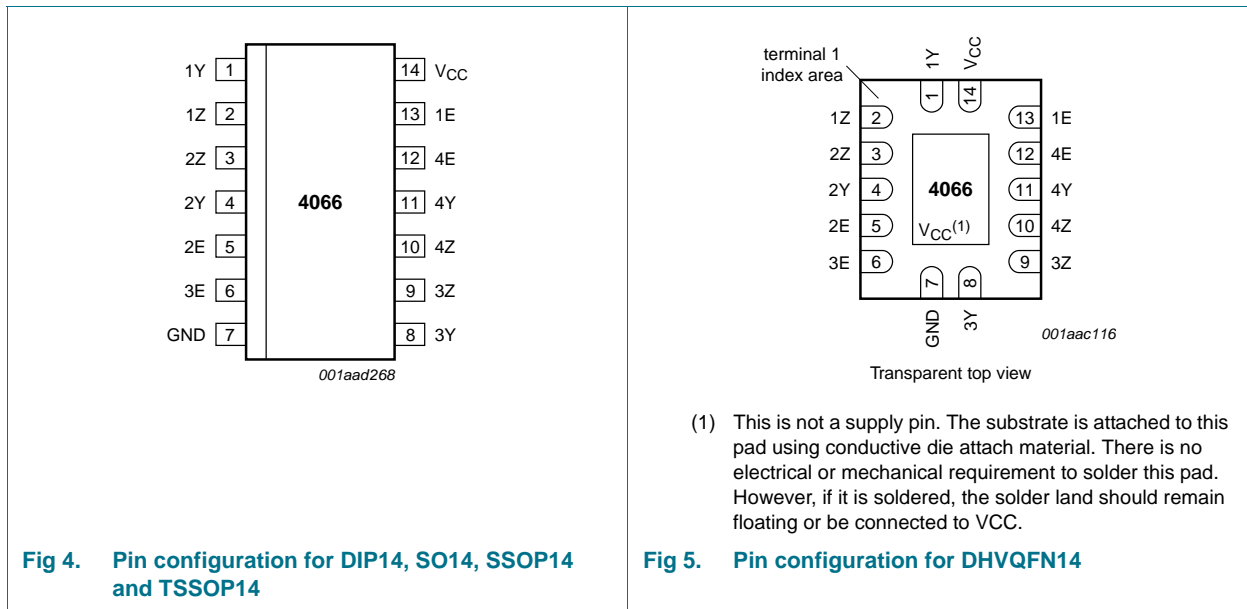 1Y 1 14 VCC
1Z 2 13 1E
2Z 3 12 4E
2Y 4 4066 11 4Y
2E 5 10 4Z
3E 6 9 3Z
GND 7 8 3Y
001aad268
Fig 4. Pin configuration for DIP14, SO14, SSOP14
and TSSOP14
terminal 1
index area
1Y VCC
1 14
1Z 2 13 1E
2Z 3 12 4E
2Y 4 4066 11 4Y
2E 5 VCC(1) 10 4Z
3E 6 9 3Z
7 8
GND 3Y
001aac116
Transparent top view
(1) This is not a supply pin. The substrate is attached to this
pad using conductive die attach material. There is no
electrical or mechanical requirement to solder this pad.
However, if it is soldered, the solder land should remain
floating or be connected to VCC.
Fig 5. Pin configuration for DHVQFN14